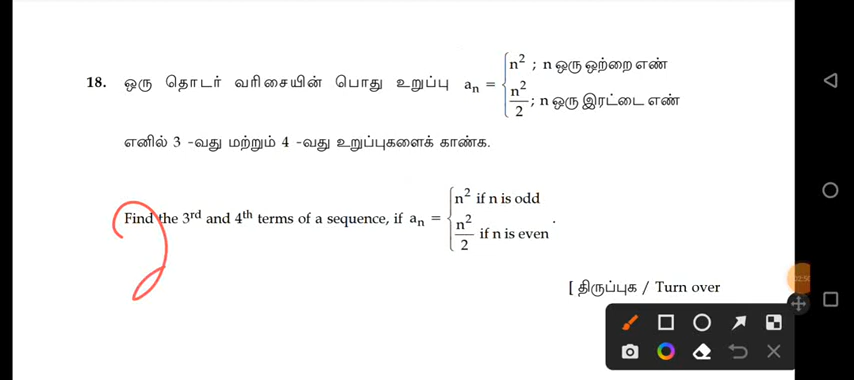 18. ஒரு தொடர் வரிசையின் பொது உறுப்பு aₙ = { n² ; n ஒரு ஒற்றை எண்
n²/2 ; n ஒரு இரட்டை எண்
எனில் 3 -வது மற்றும் 4 -வது உறுப்புகளைக் காண்க.
Find the 3rd and 4th terms of a sequence, if aₙ = { n² if n is odd
n²/2 if n is even .
[ திருப்புக / Turn over
02:50